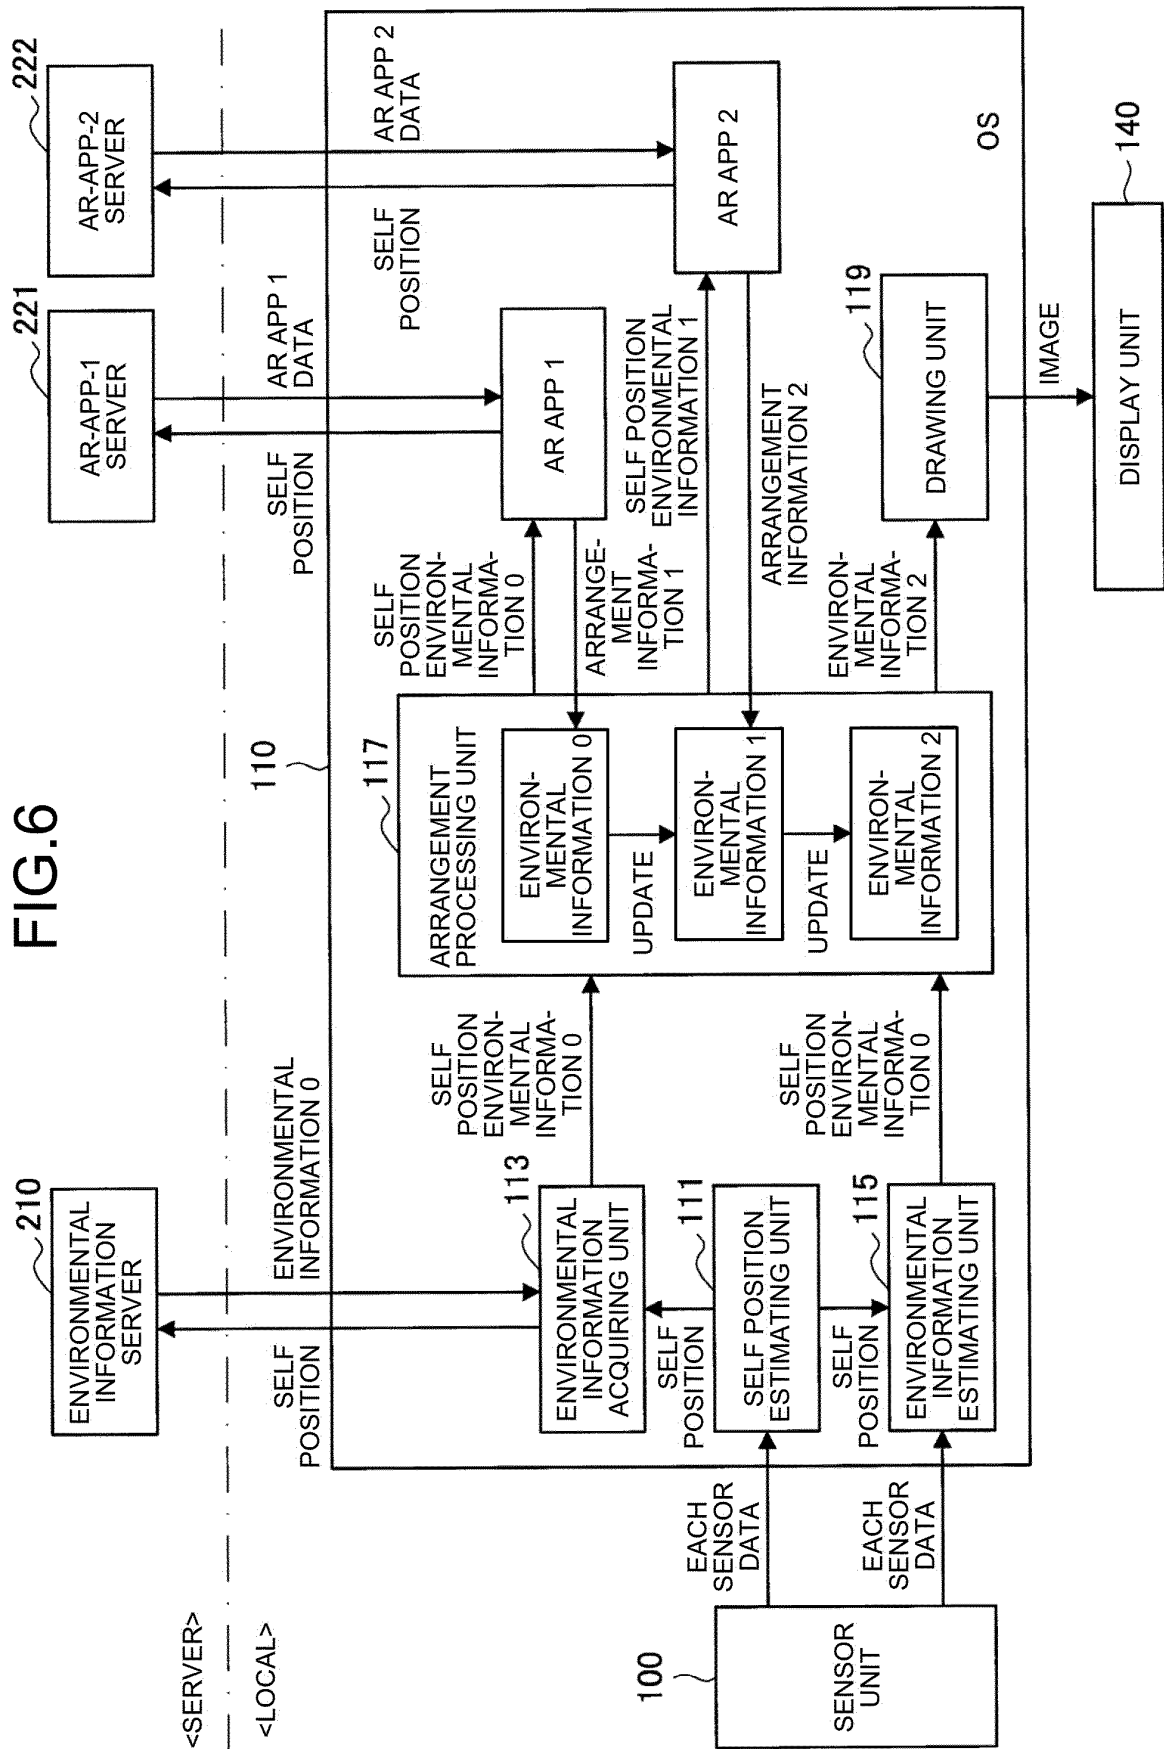 FIG.6
<SERVER>
<LOCAL>
210
ENVIRONMENTAL
INFORMATION
SERVER
221
AR-APP-1
SERVER
222
AR-APP-2
SERVER
SELF
POSITION
ENVIRONMENTAL
INFORMATION 0
110
SELF
POSITION
AR APP 1
DATA
SELF
POSITION
AR APP 2
DATA
100
SENSOR
UNIT
EACH
SENSOR
DATA
EACH
SENSOR
DATA
113
ENVIRONMENTAL
INFORMATION
ACQUIRING UNIT
SELF
POSITION
111
SELF POSITION
ESTIMATING UNIT
SELF
POSITION
115
ENVIRONMENTAL
INFORMATION
ESTIMATING UNIT
SELF
POSITION
ENVIRON-
MENTAL
INFORMA-
TION 0
SELF
POSITION
ENVIRON-
MENTAL
INFORMA-
TION 0
117
ARRANGEMENT
PROCESSING UNIT
ENVIRON-
MENTAL
INFORMATION 0
UPDATE
ENVIRON-
MENTAL
INFORMATION 1
UPDATE
ENVIRON-
MENTAL
INFORMATION 2
SELF
POSITION
ENVIRON-
MENTAL
INFORMA-
TION 0
ARRANGE-
MENT
INFORMA-
TION 1
AR APP 1
SELF POSITION
ENVIRONMENTAL
INFORMATION 1
ARRANGEMENT
INFORMATION 2
AR APP 2
ENVIRON-
MENTAL
INFORMA-
TION 2
119
DRAWING UNIT
OS
IMAGE
140
DISPLAY UNIT